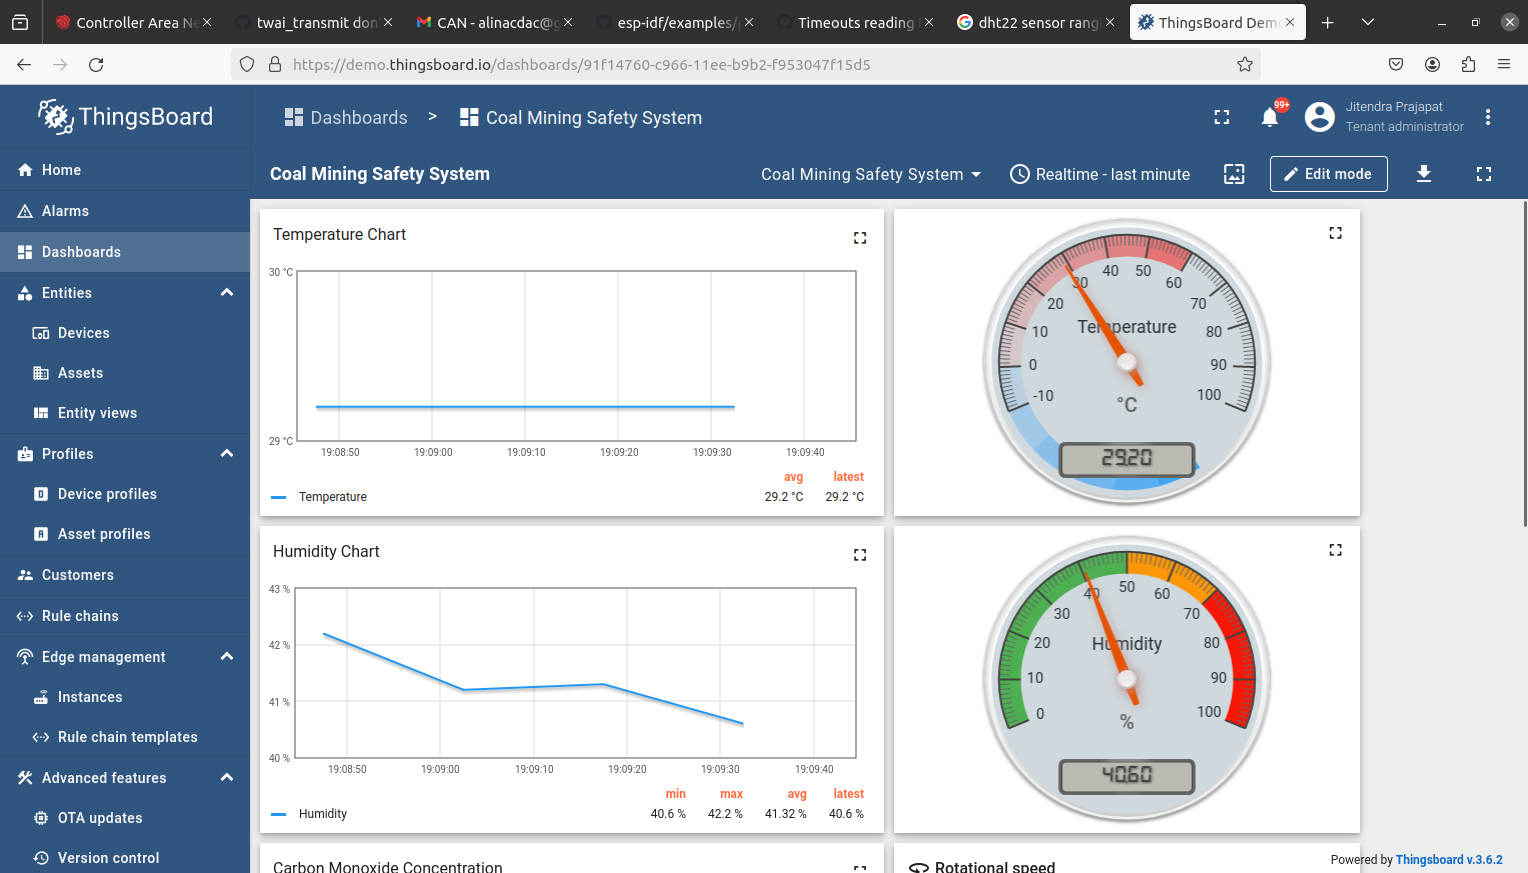 Controller Area Ne
twai_transmit don'
CAN - alinacdac@g
esp-idf/examples/p
Timeouts reading f
dht22 sensor rang
ThingsBoard Demo
https://demo.thingsboard.io/dashboards/91f14760-c966-11ee-b9b2-f953047f15d5
ThingsBoard
Dashboards > Coal Mining Safety System
99+
Jitendra Prajapat
Tenant administrator
Coal Mining Safety System
Coal Mining Safety System
Realtime - last minute
Edit mode
Home
Alarms
Dashboards
Entities
Devices
Assets
Entity views
Profiles
Device profiles
Asset profiles
Customers
Rule chains
Edge management
Instances
Rule chain templates
Advanced features
OTA updates
Version control
Temperature Chart
30 °C
29 °C
19:08:50 19:09:00 19:09:10 19:09:20 19:09:30 19:09:40
avg latest
Temperature 29.2 °C 29.2 °C
-10 0 10 20 30 40 50 60 70 80 90 100
Temperature
°C
29.20
Humidity Chart
43 %
42 %
41 %
40 %
19:08:50 19:09:00 19:09:10 19:09:20 19:09:30 19:09:40
min max avg latest
Humidity 40.6 % 42.2 % 41.32 % 40.6 %
0 10 20 30 40 50 60 70 80 90 100
Humidity
%
40.60
Carbon Monoxide Concentration
Rotational speed
Powered by Thingsboard v.3.6.2